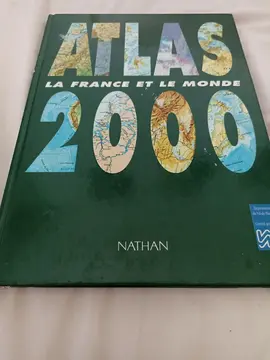 ATLAS
LA FRANCE ET LE MONDE
2000
NATHAN